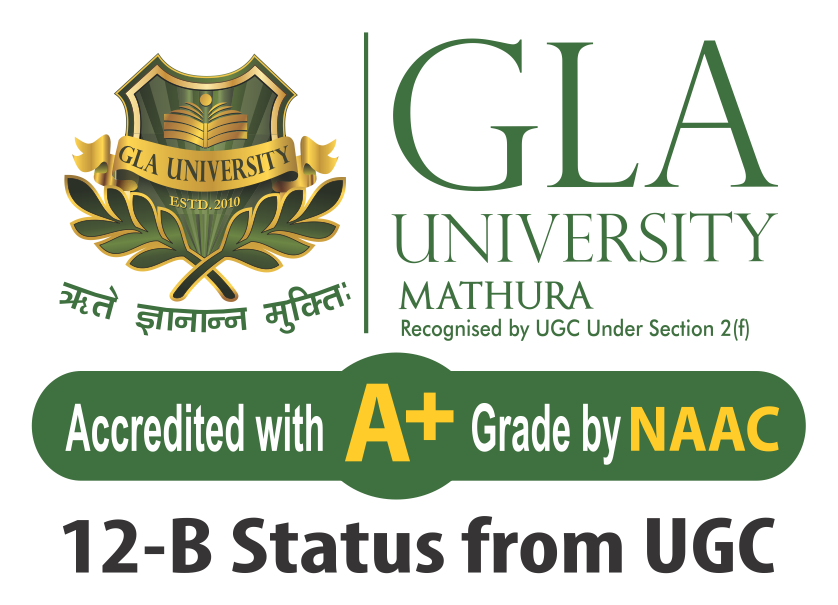 GLA UNIVERSITY
ESTD. 2010
ऋते ज्ञानान्न मुक्तिः
GLA
UNIVERSITY
MATHURA
Recognised by UGC Under Section 2(f)
Accredited with A+ Grade by NAAC
12-B Status from UGC